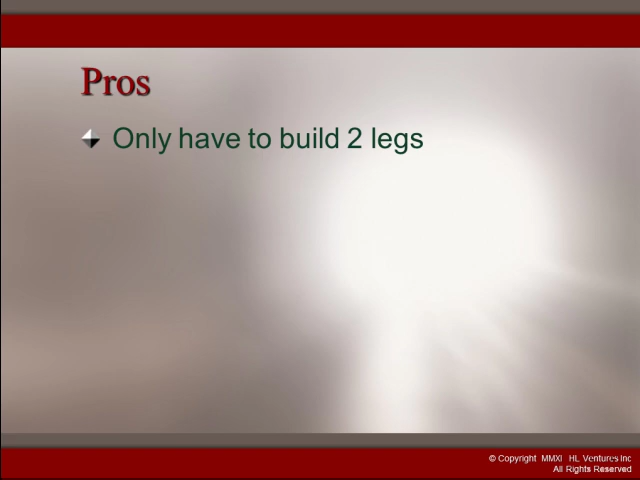 Pros
Only have to build 2 legs
© Copyright MMXI HL Ventures Inc
All Rights Reserved